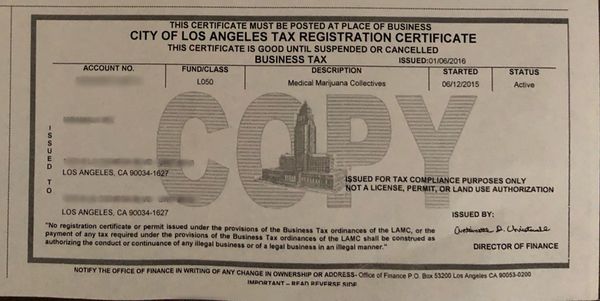 THIS CERTIFICATE MUST BE POSTED AT PLACE OF BUSINESS
CITY OF LOS ANGELES TAX REGISTRATION CERTIFICATE
THIS CERTIFICATE IS GOOD UNTIL SUSPENDED OR CANCELLED
BUSINESS TAX ISSUED:01/06/2016
ACCOUNT NO. FUND/CLASS DESCRIPTION STARTED STATUS
L050 Medical Marijuana Collectives 06/12/2015 Active
COPY
ISSUED TO
LOS ANGELES, CA 90034-1627
ISSUED FOR TAX COMPLIANCE PURPOSES ONLY
NOT A LICENSE, PERMIT, OR LAND USE AUTHORIZATION
LOS ANGELES, CA 90034-1627
ISSUED BY:
"No registration certificate or permit issued under the provisions of the Business Tax ordinances of the LAMC, or the
payment of any tax required under the provisions of the Business Tax ordinances of the LAMC shall be construed as
authorizing the conduct or continuance of any illegal business or of a legal business in an illegal manner."
DIRECTOR OF FINANCE
NOTIFY THE OFFICE OF FINANCE IN WRITING OF ANY CHANGE IN OWNERSHIP OR ADDRESS- Office of Finance P.O. Box 53200 Los Angeles CA 90053-0200
IMPORTANT – READ REVERSE SIDE